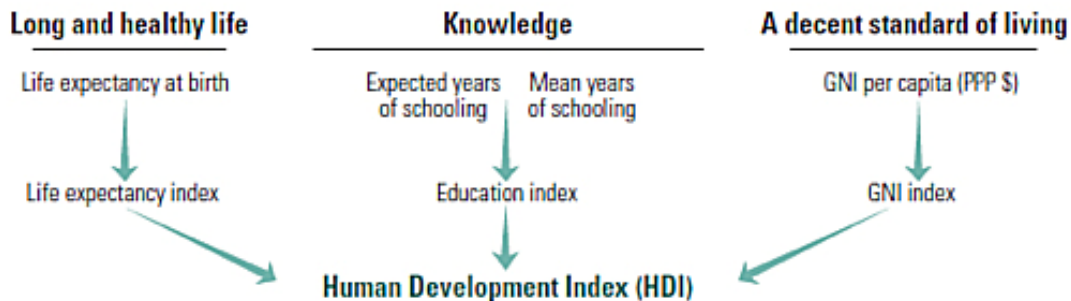 Long and healthy life
Knowledge
A decent standard of living
Life expectancy at birth
Expected years
of schooling
Mean years
of schooling
GNI per capita (PPP $)
Life expectancy index
Education index
GNI index
Human Development Index (HDI)